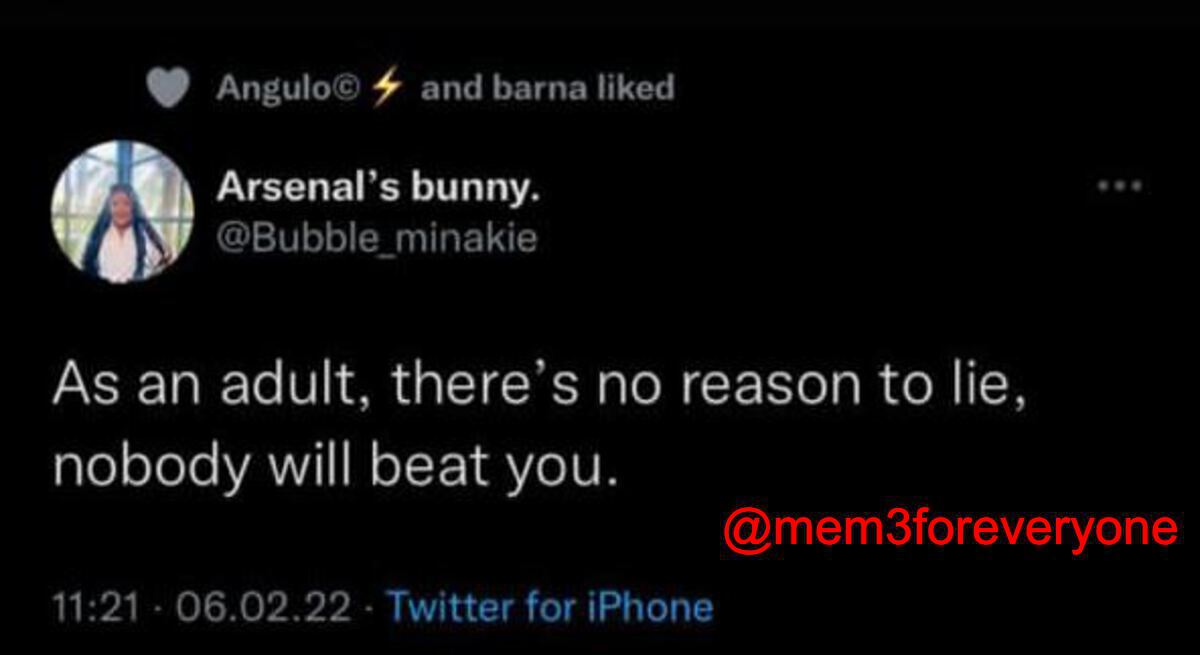 Angulo©⚡ and barna liked
Arsenal’s bunny.
@Bubble_minakie
As an adult, there’s no reason to lie,
nobody will beat you.
@mem3foreveryone
11:21 · 06.02.22 · Twitter for iPhone